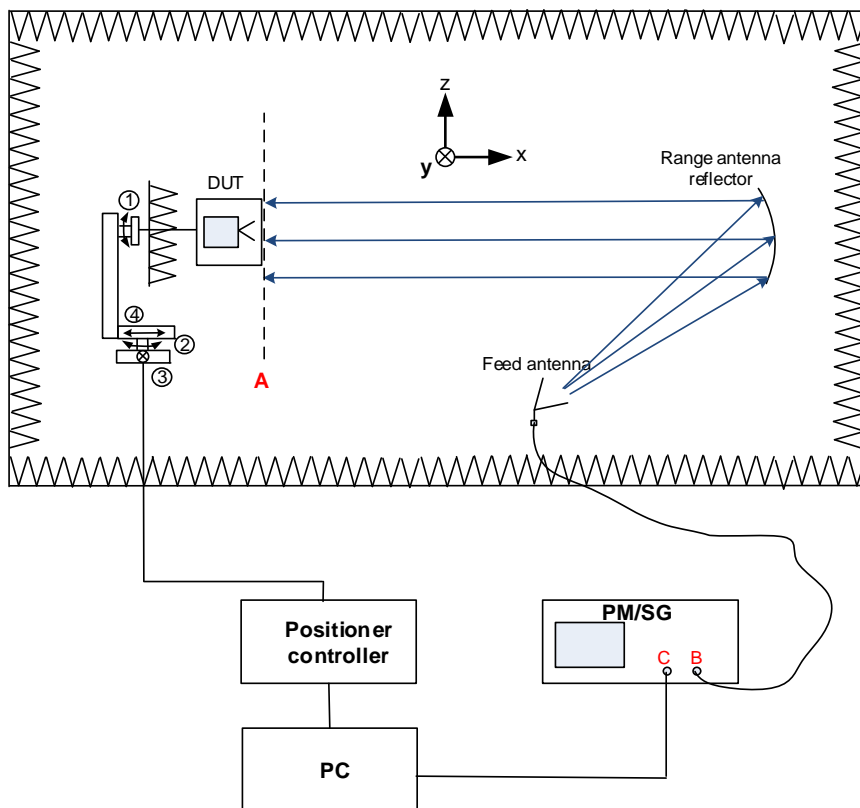 z
x
y
DUT
Range antenna
reflector
①
④
②
③
A
Feed antenna
PM/SG
C
B
Positioner
controller
PC